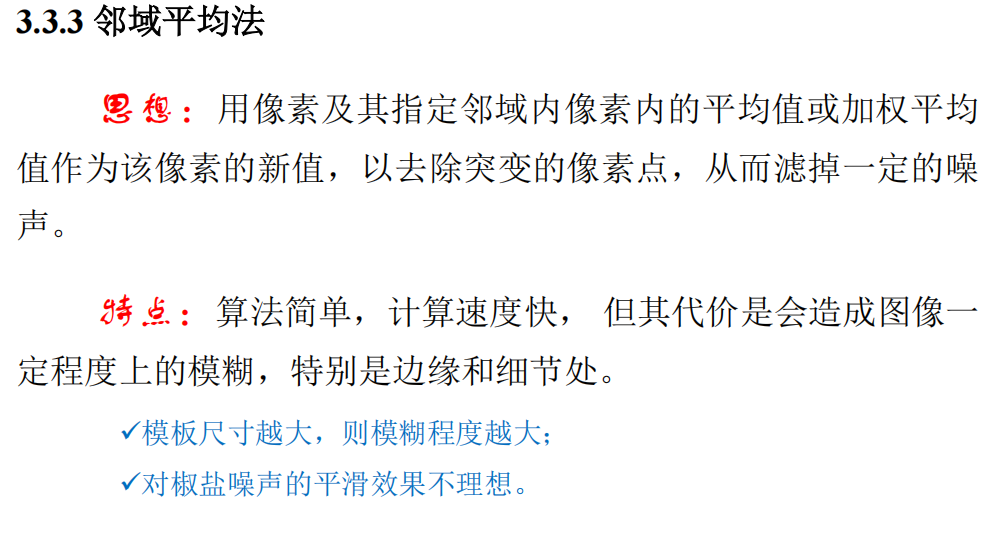 3.3.3 邻域平均法
思想：用像素及其指定邻域内像素内的平均值或加权平均
值作为该像素的新值，以去除突变的像素点，从而滤掉一定的噪
声。
特点：算法简单，计算速度快， 但其代价是会造成图像一
定程度上的模糊，特别是边缘和细节处。
✓模板尺寸越大，则模糊程度越大；
✓对椒盐噪声的平滑效果不理想。